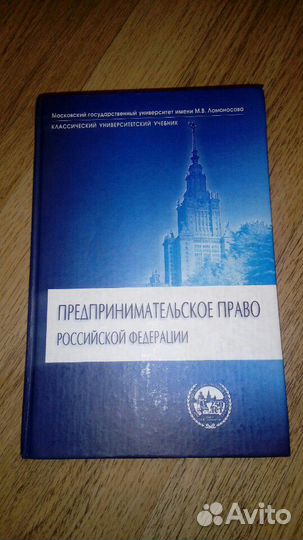 Московский государственный университет имени М.В. Ломоносова
КЛАССИЧЕСКИЙ УНИВЕРСИТЕТСКИЙ УЧЕБНИК
ПРЕДПРИНИМАТЕЛЬСКОЕ ПРАВО
РОССИЙСКОЙ ФЕДЕРАЦИИ
Avito